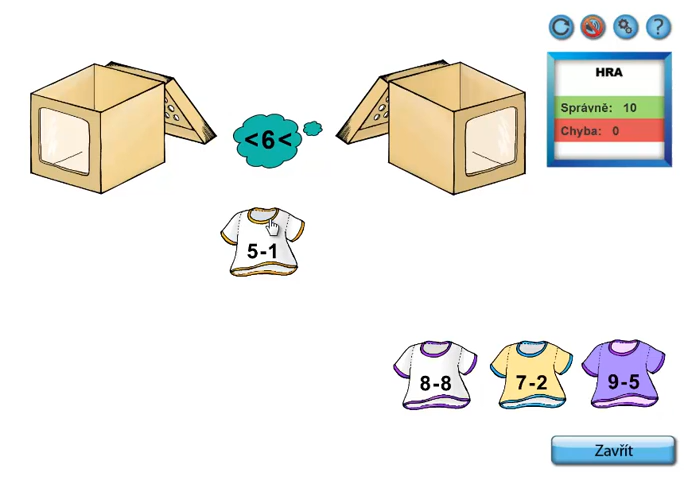 HRA
Správně: 10
Chyba: 0
<6<
5-1
8-8
7-2
9-5
?
Zavřít